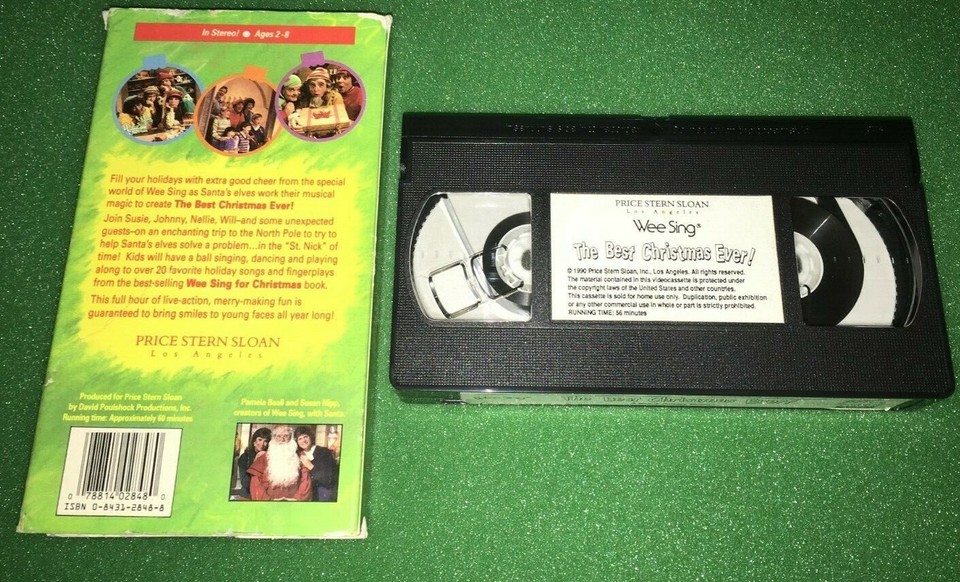 In Stereo! ● Ages 2-8
Fill your holidays with extra good cheer from the special
world of Wee Sing as Santa's elves work their musical
magic to create The Best Christmas Ever!
Join Susie, Johnny, Nellie, Will–and some unexpected
guests–on an enchanting trip to the North Pole to try to
help Santa's elves solve a problem...in the "St. Nick" of
time! Kids will have a ball singing, dancing and playing
along to over 20 favorite holiday songs and fingerplays
from the best-selling Wee Sing for Christmas book.
This full hour of live-action, merry-making fun is
guaranteed to bring smiles to young faces all year long!
PRICE STERN SLOAN
Los Angeles
Produced for Price Stern Sloan
by David Poulshock Productions, Inc.
Running time: Approximately 60 minutes
Pamela Beall and Susan Nipp,
creators of Wee Sing, with Santa.
0 78814 02848 0
ISBN 0-8431-2848-8
PRICE STERN SLOAN
Los Angeles
Wee Sing®
The Best Christmas Ever!
© 1990 Price Stern Sloan, Inc., Los Angeles. All rights reserved.
The material contained in this videocassette is protected under
the copyright laws of the United States and other countries.
This cassette is sold for home use only. Duplication, public exhibition
or any other commercial use in whole or part is strictly prohibited.
RUNNING TIME: 56 minutes
The Best Christmas Ever!